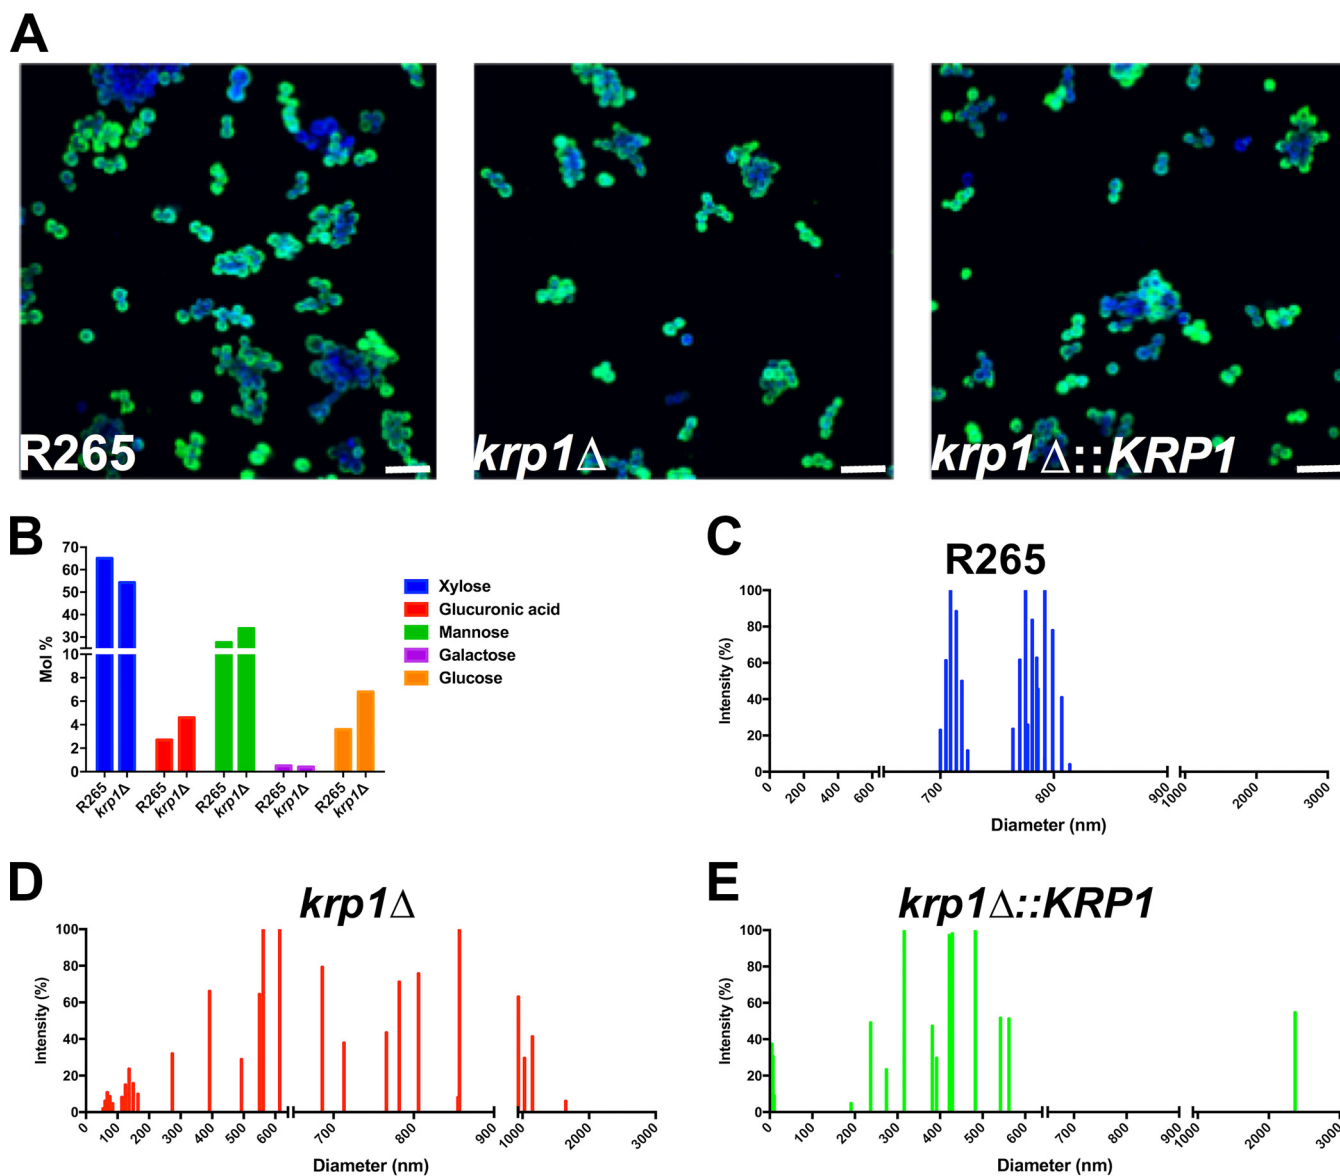 A
R265
krp1Δ
krp1Δ::KRP1
B
70
60
50
40
30
10
8
6
4
2
0
Mol %
R265
krp1Δ
R265
krp1Δ
R265
krp1Δ
R265
krp1Δ
R265
krp1Δ
Xylose
Glucuronic acid
Mannose
Galactose
Glucose
C
R265
100
80
60
40
20
0
Intensity (%)
0 200 400 600 700 800 900 1000 2000 3000
Diameter (nm)
D
krp1Δ
100
80
60
40
20
0
Intensity (%)
0 100 200 300 400 500 600 700 800 900 1000 2000 3000
Diameter (nm)
E
krp1Δ::KRP1
100
80
60
40
20
0
Intensity (%)
0 100 200 300 400 500 600 700 800 900 1000 2000 3000
Diameter (nm)